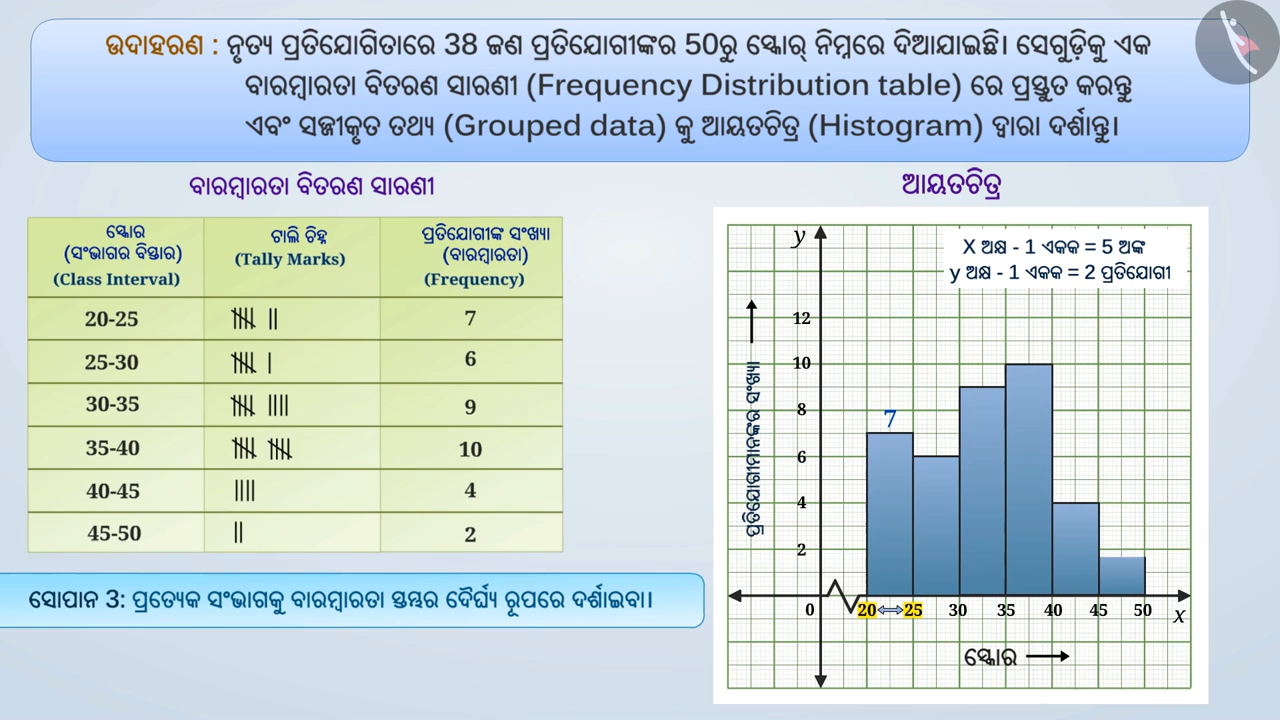 ଉଦାହରଣ : ନୃତ୍ୟ ପ୍ରତିଯୋଗିତାରେ 38 ଜଣ ପ୍ରତିଯୋଗୀଙ୍କର 50ରୁ ସ୍କୋର୍ ନିମ୍ନରେ ଦିଆଯାଇଛି। ସେଗୁଡ଼ିକୁ ଏକ
ବାରମ୍ବାରତା ବିତରଣ ସାରଣୀ (Frequency Distribution table) ରେ ପ୍ରସ୍ତୁତ କରନ୍ତୁ
ଏବଂ ସଜ୍ଜୀକୃତ ତଥ୍ୟ (Grouped data) କୁ ଆୟତଚିତ୍ର (Histogram) ଦ୍ୱାରା ଦର୍ଶାନ୍ତୁ।
ବାରମ୍ବାରତା ବିତରଣ ସାରଣୀ
ସ୍କୋର (ସଂଭାଗର ବିସ୍ତାର) (Class Interval) ଟାଲି ଚିହ୍ନ (Tally Marks) ପ୍ରତିଯୋଗୀଙ୍କ ସଂଖ୍ୟା (ବାରମ୍ବାରତା) (Frequency)
20-25 7
25-30 6
30-35 9
35-40 10
40-45 4
45-50 2
ସୋପାନ 3: ପ୍ରତ୍ୟେକ ସଂଭାଗକୁ ବାରମ୍ବାରତା ସ୍ତମ୍ଭର ଦୈର୍ଘ୍ୟ ରୂପରେ ଦର୍ଶାଇବା।
ଆୟତଚିତ୍ର
X ଅକ୍ଷ - 1 ଏକକ = 5 ଅଙ୍କ
y ଅକ୍ଷ - 1 ଏକକ = 2 ପ୍ରତିଯୋଗୀ
y
ପ୍ରତିଯୋଗୀମାନଙ୍କର ସଂଖ୍ୟା
12
10
8
7
6
4
2
0 20 25 30 35 40 45 50 x
ସ୍କୋର